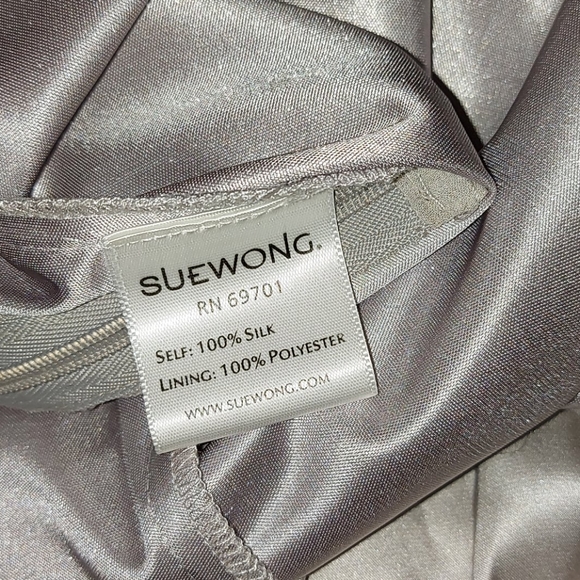 SUEWONG®
RN 69701
SELF: 100% SILK
LINING: 100% POLYESTER
WWW.SUEWONG.COM